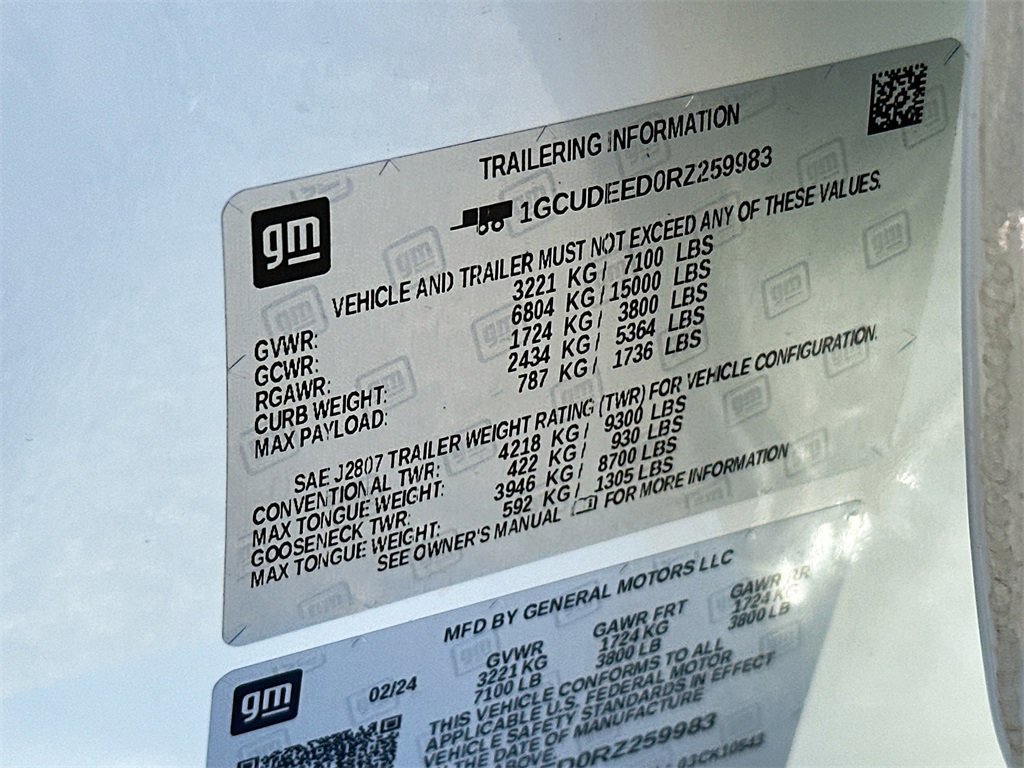 gm
TRAILERING INFORMATION
1GCUDEED0RZ259983
VEHICLE AND TRAILER MUST NOT EXCEED ANY OF THESE VALUES.
GVWR: 3221 KG / 7100 LBS
GCWR: 6804 KG / 15000 LBS
RGAWR: 1724 KG / 3800 LBS
CURB WEIGHT: 2434 KG / 5364 LBS
MAX PAYLOAD: 787 KG / 1736 LBS
SAE J2807 TRAILER WEIGHT RATING (TWR) FOR VEHICLE CONFIGURATION.
CONVENTIONAL TWR: 4218 KG / 9300 LBS
MAX TONGUE WEIGHT: 422 KG / 930 LBS
GOOSENECK TWR: 3946 KG / 8700 LBS
MAX TONGUE WEIGHT: 592 KG / 1305 LBS
SEE OWNER'S MANUAL FOR MORE INFORMATION
gm
MFD BY GENERAL MOTORS LLC
02/24 GVWR GAWR FRT GAWR RR
3221 KG 1724 KG 1724 KG
7100 LB 3800 LB 3800 LB
THIS VEHICLE CONFORMS TO ALL
APPLICABLE U.S. FEDERAL MOTOR
VEHICLE SAFETY STANDARDS IN EFFECT
THE DATE OF MANUFACTURE
ABOVE.
ED0RZ259983